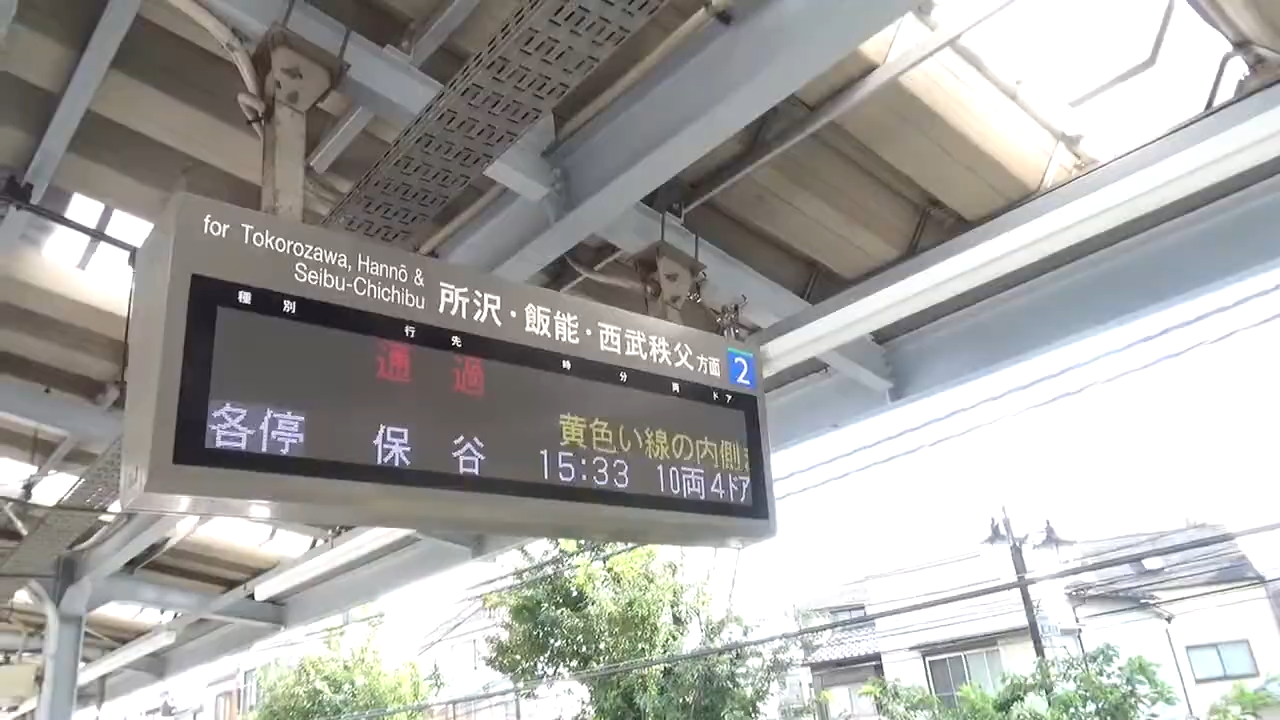 for Tokorozawa, Hannō &
Seibu-Chichibu
所沢・飯能・西武秩父方面 2
種別 行先 時分 両 ドア
通過 黄色い線の内側
各停 保谷 15:33 10両 4ドア